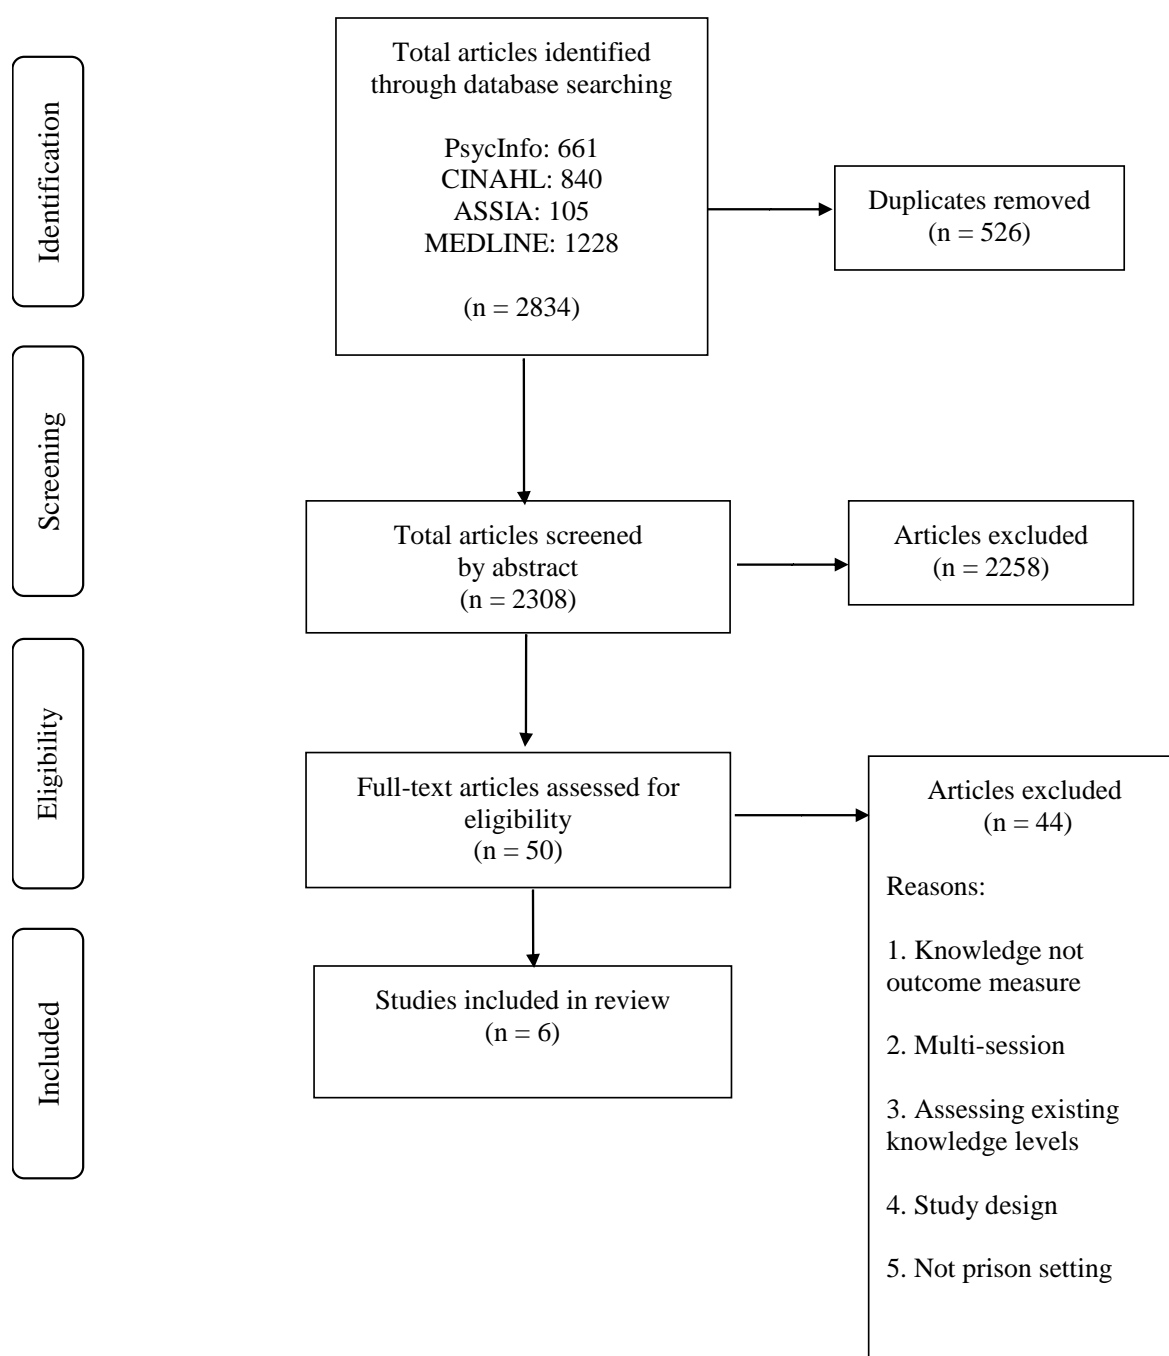 Identification
Total articles identified
through database searching
PsycInfo: 661
CINAHL: 840
ASSIA: 105
MEDLINE: 1228
(n = 2834)
Duplicates removed
(n = 526)
Screening
Total articles screened
by abstract
(n = 2308)
Articles excluded
(n = 2258)
Eligibility
Full-text articles assessed for
eligibility
(n = 50)
Articles excluded
(n = 44)
Reasons:
1. Knowledge not
outcome measure
2. Multi-session
3. Assessing existing
knowledge levels
4. Study design
5. Not prison setting
Included
Studies included in review
(n = 6)